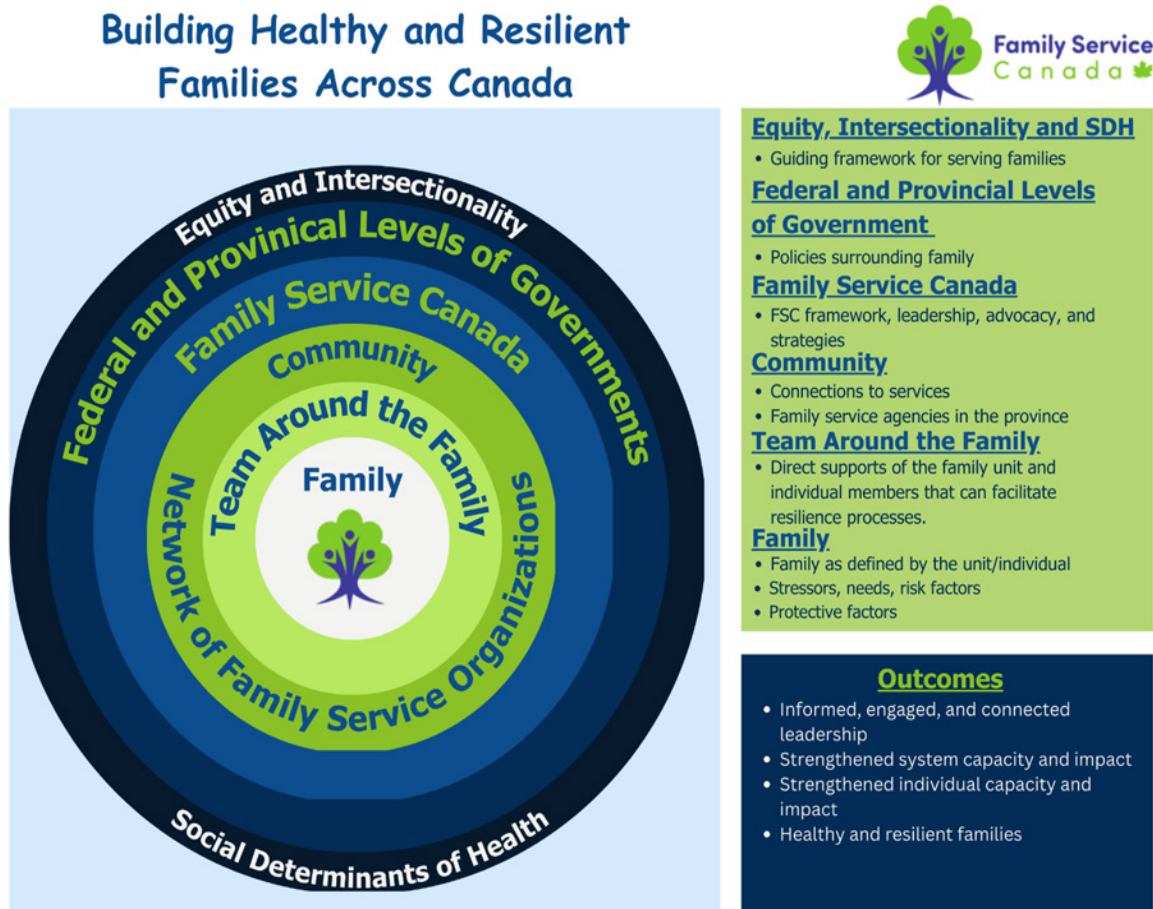 Building Healthy and Resilient
Families Across Canada
Family Service
Canada
Equity and Intersectionality
Federal and Provinical Levels of Governments
Family Service Canada
Community
Team Around the Family
Family
Network of Family Service Organizations
Social Determinants of Health
Equity, Intersectionality and SDH
• Guiding framework for serving families
Federal and Provincial Levels
of Government
• Policies surrounding family
Family Service Canada
• FSC framework, leadership, advocacy, and
strategies
Community
• Connections to services
• Family service agencies in the province
Team Around the Family
• Direct supports of the family unit and
individual members that can facilitate
resilience processes.
Family
• Family as defined by the unit/individual
• Stressors, needs, risk factors
• Protective factors
Outcomes
• Informed, engaged, and connected
leadership
• Strengthened system capacity and impact
• Strengthened individual capacity and
impact
• Healthy and resilient families